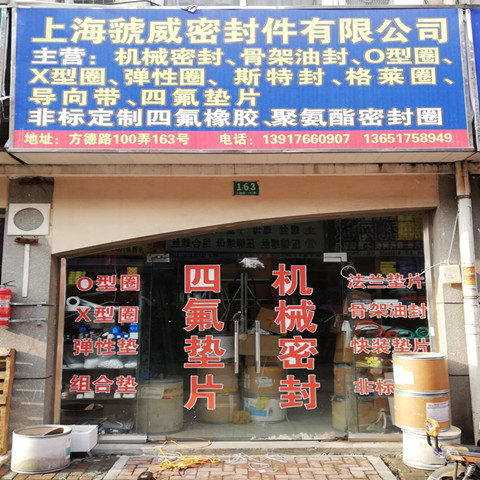 上海虢威密封件有限公司
主营：机械密封、骨架油封、O型圈、
X型圈、弹性圈、斯特封、格莱圈、
导向带、四氟垫片
非标定制四氟橡胶、聚氨酯密封圈
地址：方德路100弄163号 电话：13917660907 13651758949
163
O型圈
X型圈
弹性垫
组合垫
四氟垫片
机械密封
法兰垫片
骨架油封
快装垫片
非标